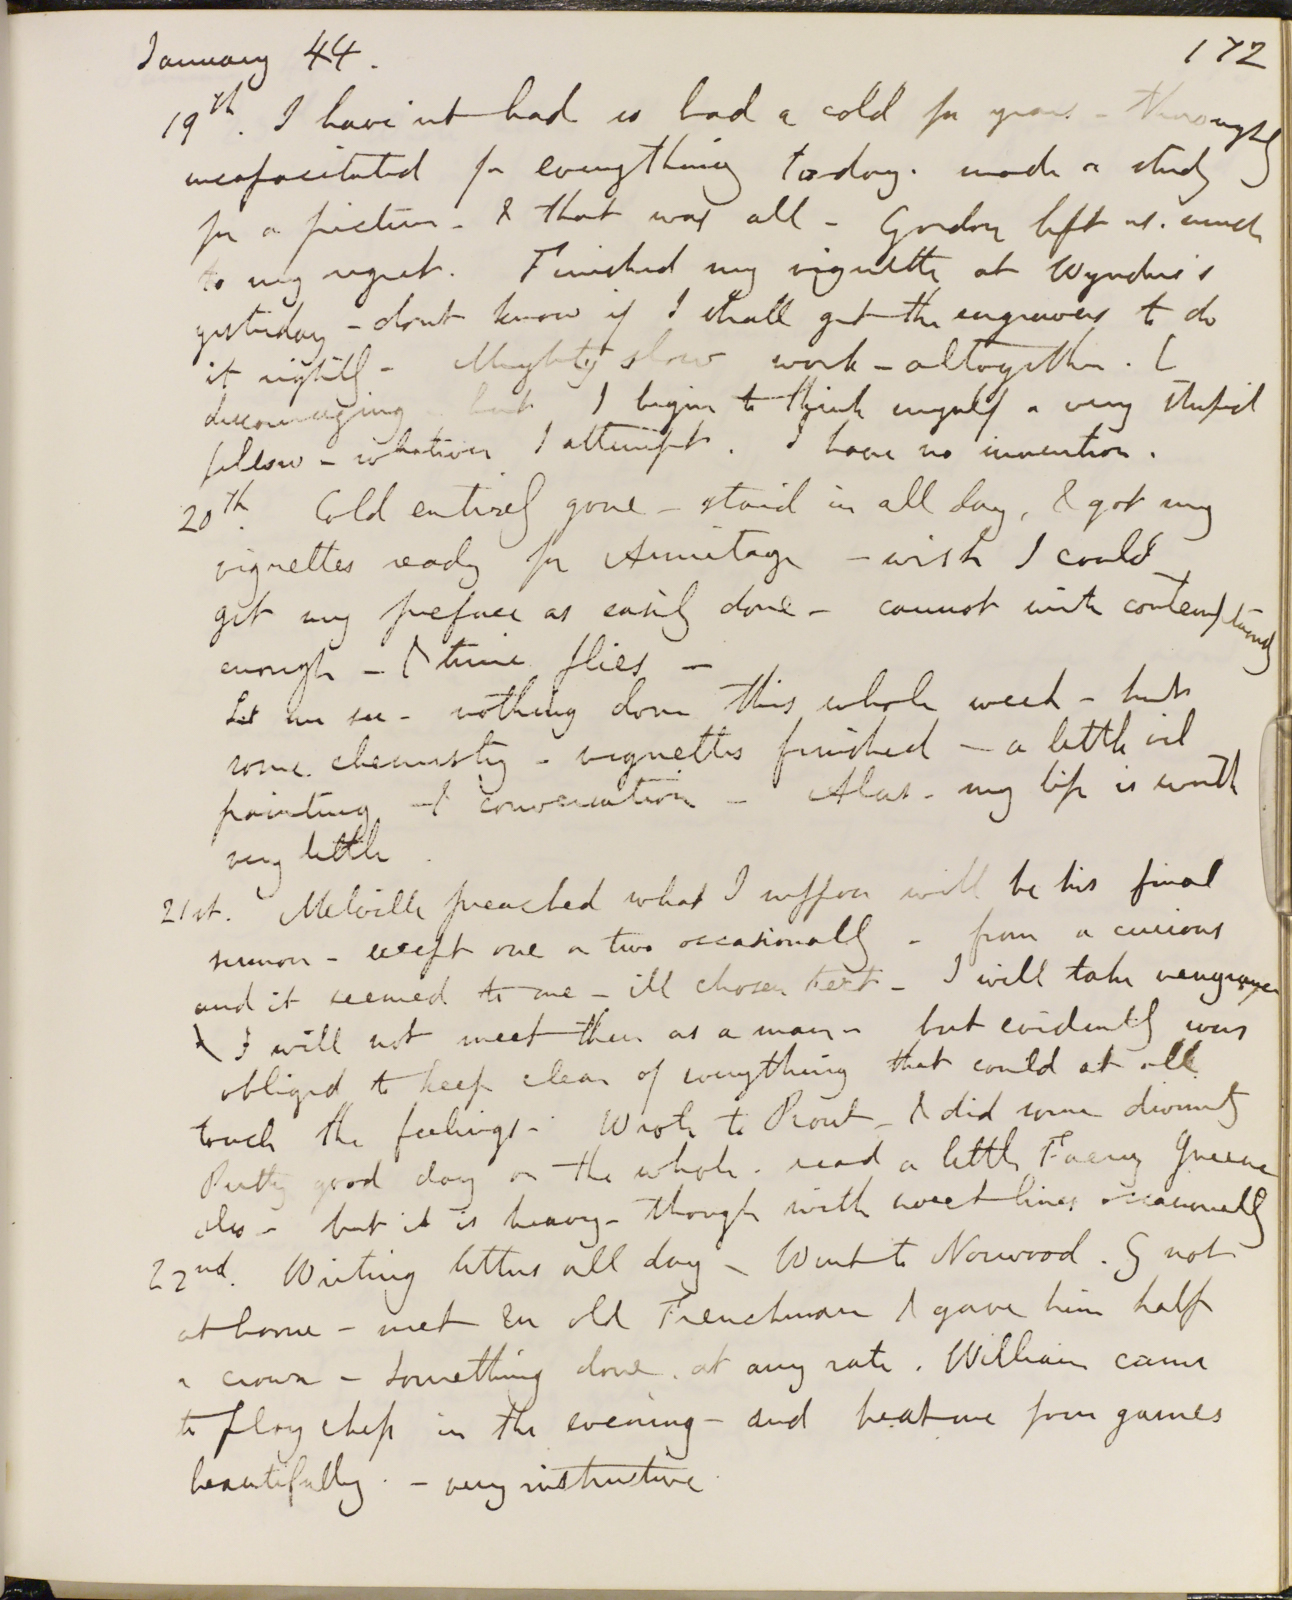 January 44.
172
19th. I have'nt had so bad a cold for years - thoroughly
incapacitated for everything today. made a study
for a picture - & that was all - Gordon left us. much
to my regret. Finished my vignette at Wyndus's
yesterday - dont know if I shall get the engravers to do
it rightly - Mighty slow work - altogether. &
discouraging - but I begin to think myself a very stupid
fellow - whatever I attempt. I have no invention.
20th. Cold entirely gone - staid in all day, & got my
vignettes ready for Armitage - wish I could
get my preface as easily done - cannot write contemptuously
enough - & time flies -
Let me see - nothing done this whole week - but
some chemistry - vignettes finished - a little oil
painting - & conversation - Alas - my life is worth
very little.
21st. Melville preached what I suppose will be his final
sermon - except one or two occasionally - from a curious
and it seemed to me - ill chosen text - I will take vengeance
& I will not meet thee as a man - but evidently was
obliged to keep clear of everything that could at all
touch the feelings - Wrote to Prout - & did some divinity
Pretty good day on the whole. read a little Faery Queene
also - but it is heavy - though with sweet lines occasionally
22nd. Writing letters all day - Went to Norwood. G not
at home - met an old Frenchman & gave him half
a crown - something done. at any rate. William came
to play chess in the evening - and beat me four games
beautifully. - very instructive.